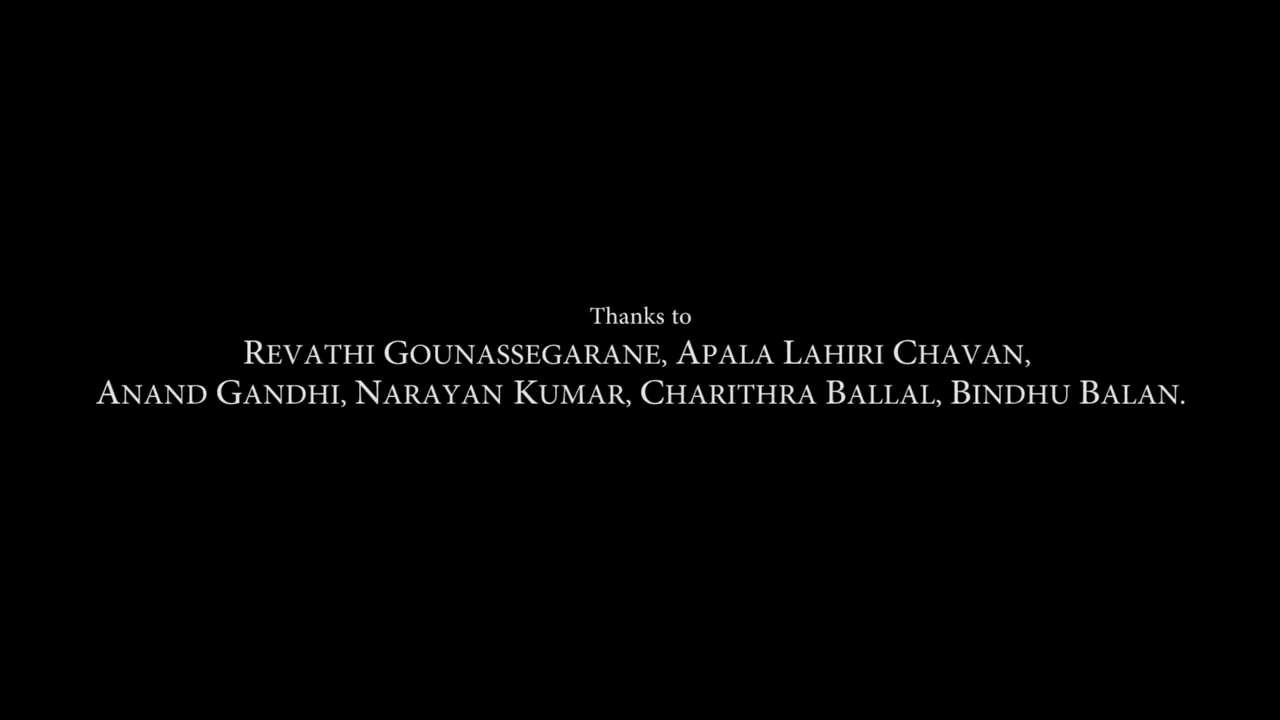 Thanks to
Revathi Gounassegarane, Apala Lahiri Chavan,
Anand Gandhi, Narayan Kumar, Charithra Ballal, Bindhu Balan.